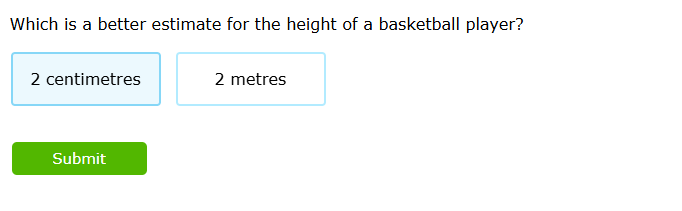 Which is a better estimate for the height of a basketball player?
2 centimetres 2 metres
Submit